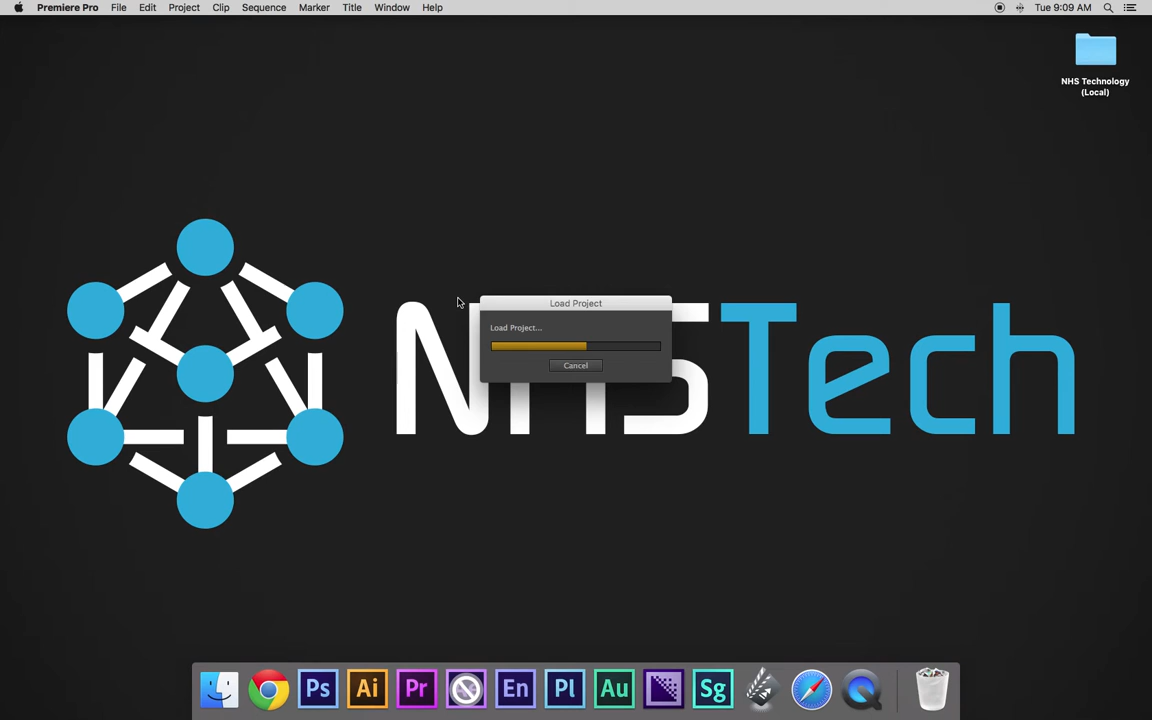 Premiere Pro File Edit Project Clip Sequence Marker Title Window Help Tue 9:09 AM
NHS Technology
(Local)
Load Project
Load Project...
Cancel
NHSTech
Ps Ai Pr En Pl Au Sg